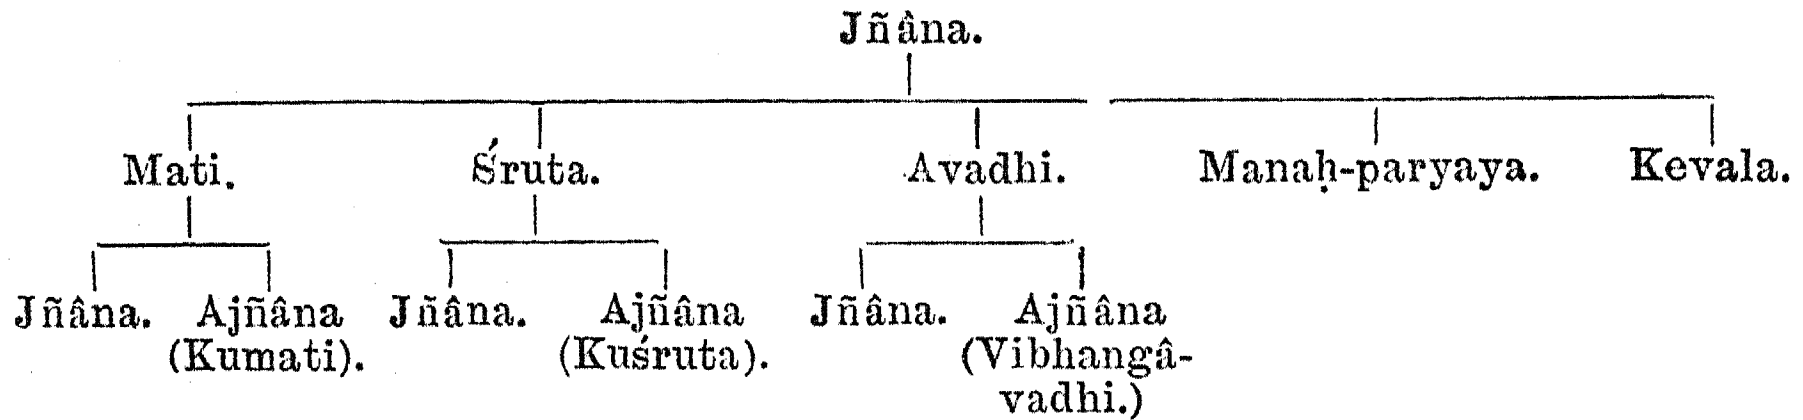 Jñâna.
Mati. Śruta. Avadhi. Manaḥ-paryaya. Kevala.
Jñâna. Ajñâna Jñâna. Ajñâna Jñâna. Ajñâna
(Kumati). (Kuśruta). (Vibhangâ-
vadhi.)